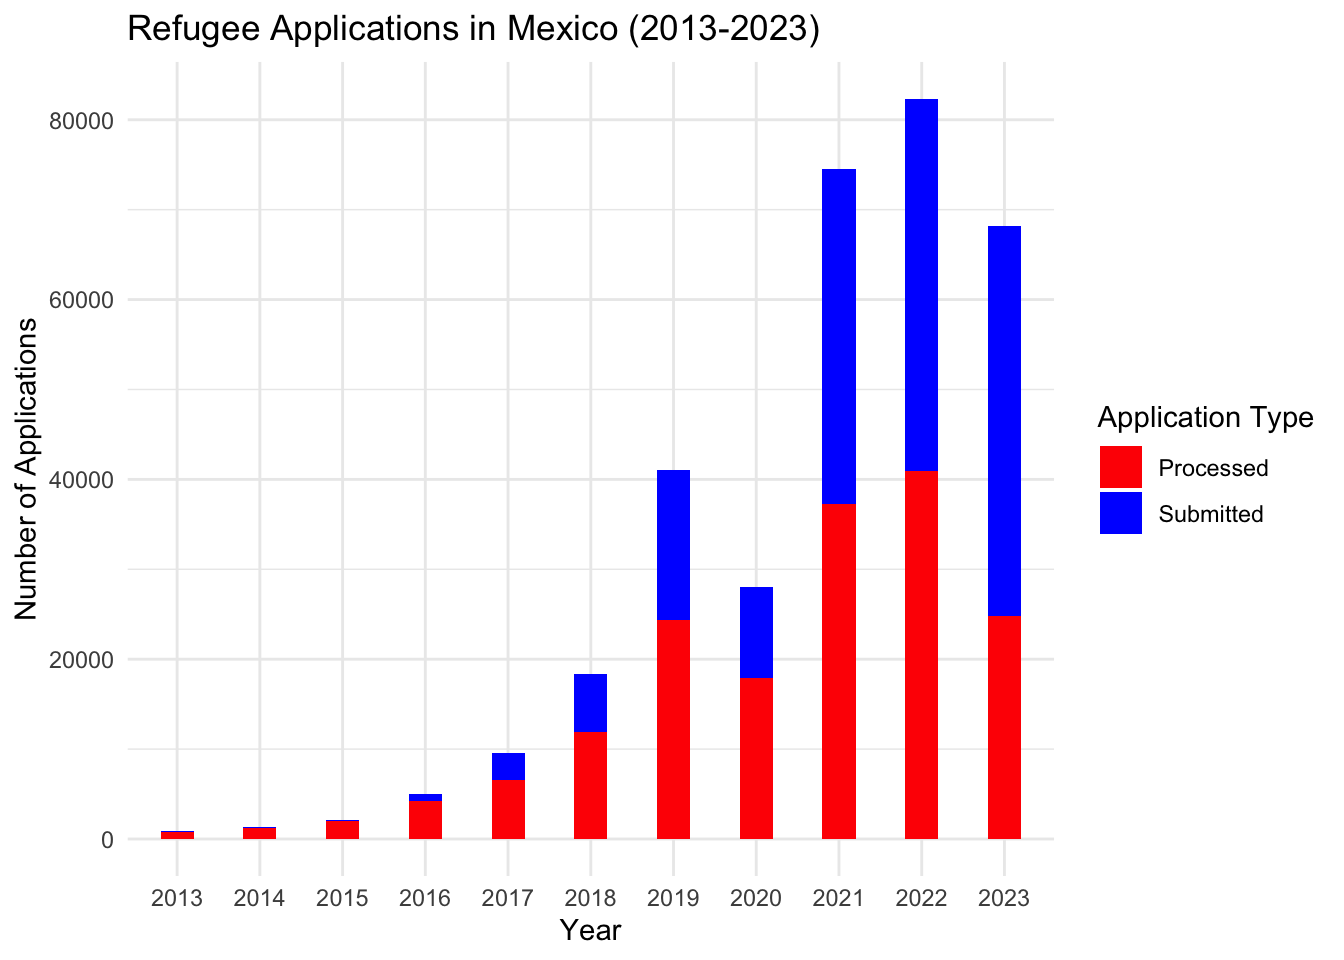 Refugee Applications in Mexico (2013-2023)
80000
60000
40000
20000
0
Number of Applications
2013 2014 2015 2016 2017 2018 2019 2020 2021 2022 2023
Year
Application Type
Processed
Submitted